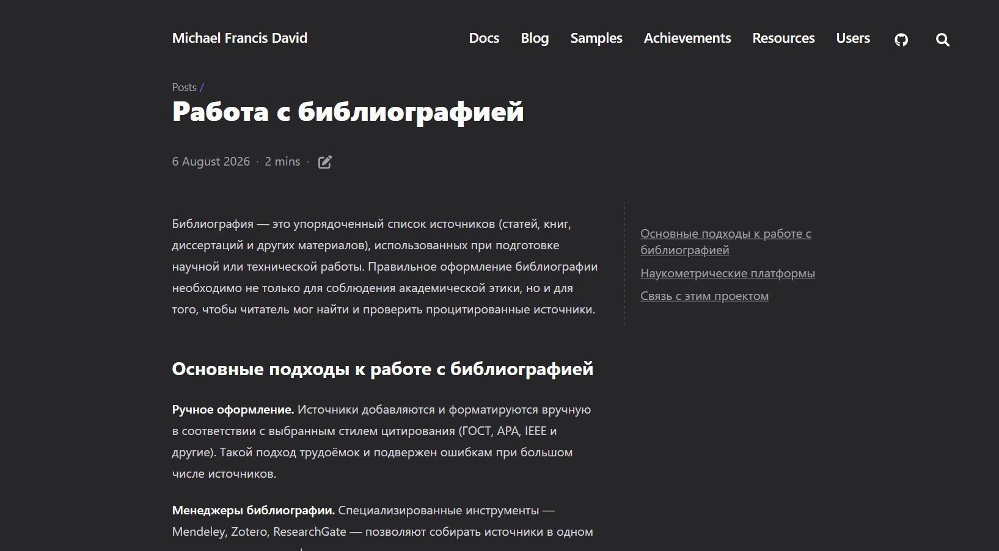 Michael Francis David
Docs Blog Samples Achievements Resources Users
Posts /
Работа с библиографией
6 August 2026 · 2 mins ·
Библиография — это упорядоченный список источников (статей, книг,
диссертаций и других материалов), использованных при подготовке
научной или технической работы. Правильное оформление библиографии
необходимо не только для соблюдения академической этики, но и для
того, чтобы читатель мог найти и проверить процитированные источники.
Основные подходы к работе с
библиографией
Наукометрические платформы
Связь с этим проектом
Основные подходы к работе с библиографией
Ручное оформление. Источники добавляются и форматируются вручную
в соответствии с выбранным стилем цитирования (ГОСТ, APA, IEEE и
другие). Такой подход трудоёмок и подвержен ошибкам при большом
числе источников.
Менеджеры библиографии. Специализированные инструменты —
Mendeley, Zotero, ResearchGate — позволяют собирать источники в одном